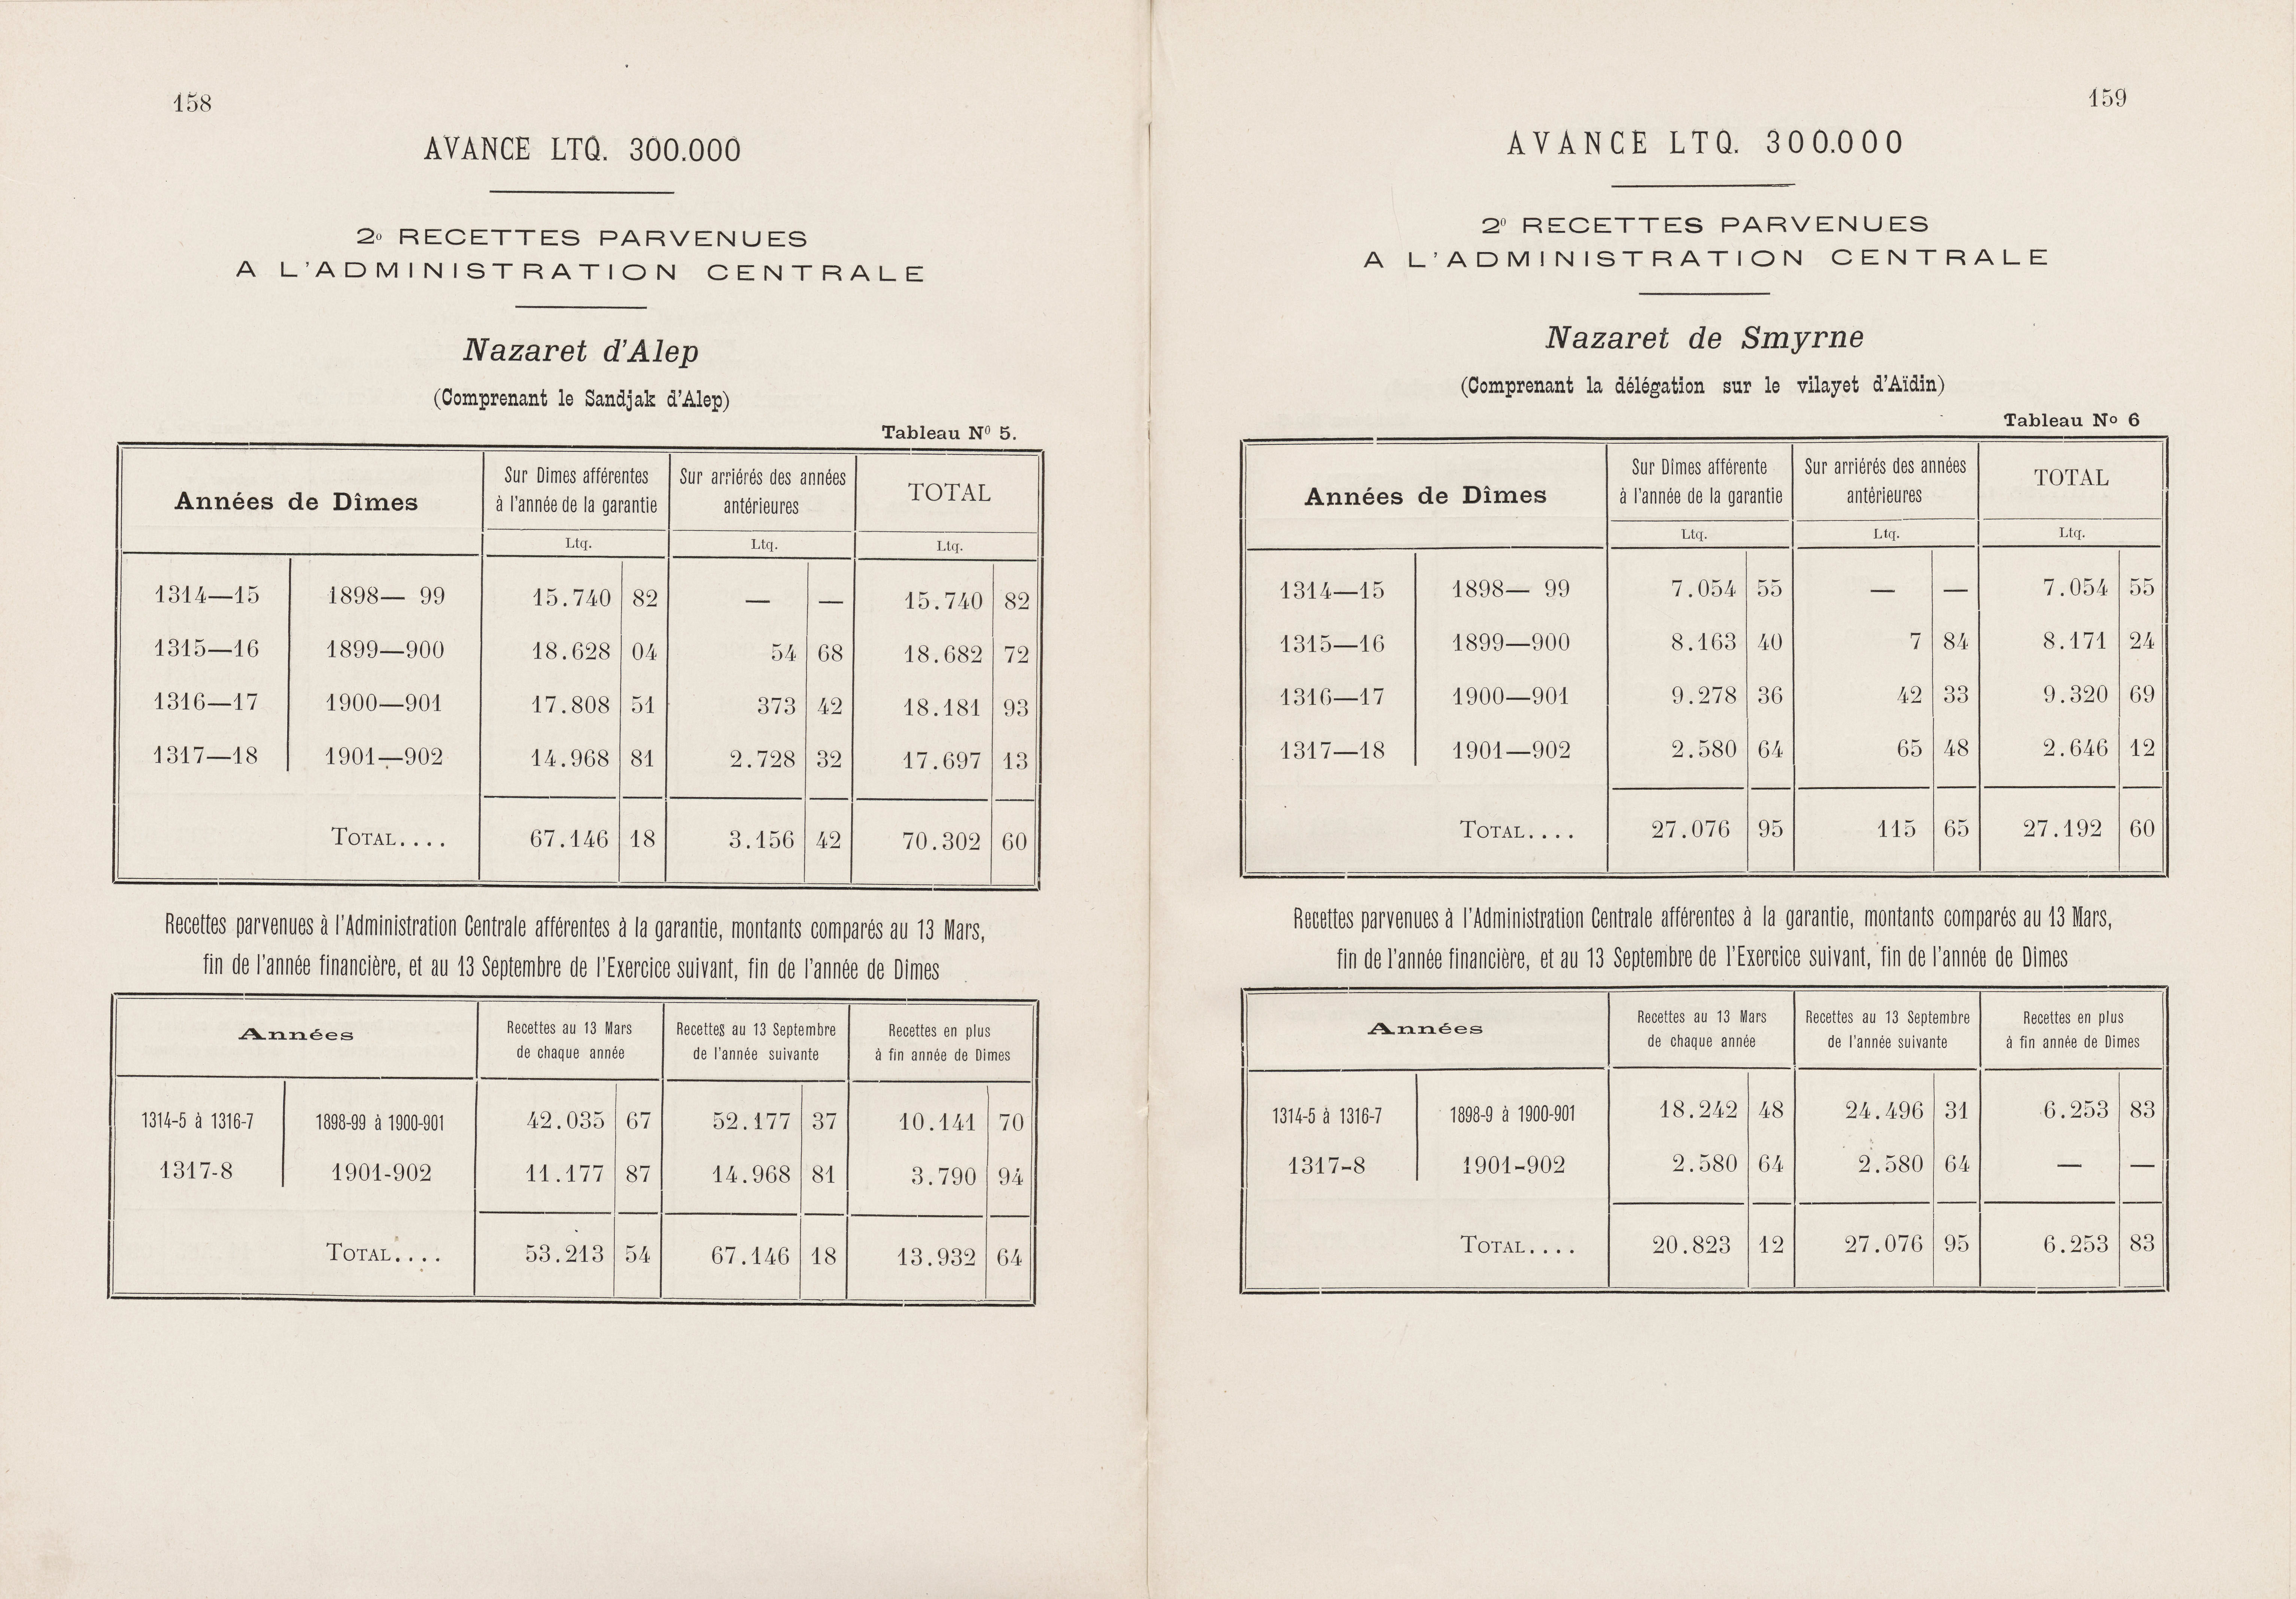 158
AVANCE LTQ. 300.000
2º RECETTES PARVENUES
A L'ADMINISTRATION CENTRALE
Nazaret d'Alep
(Comprenant le Sandjak d'Alep)
Tableau Nº 5.
Années de Dîmes | Sur Dimes afférentes à l'année de la garantie | Sur arriérés des années antérieures | TOTAL
Ltq. | Ltq. | Ltq.
1314—15 | 1898— 99 | 15.740 | 82 | — | — | 15.740 | 82
1315—16 | 1899—900 | 18.628 | 04 | 54 | 68 | 18.682 | 72
1316—17 | 1900—901 | 17.808 | 51 | 373 | 42 | 18.181 | 93
1317—18 | 1901—902 | 14.968 | 81 | 2.728 | 32 | 17.697 | 13
TOTAL.... | 67.146 | 18 | 3.156 | 42 | 70.302 | 60
Recettes parvenues à l'Administration Centrale afférentes à la garantie, montants comparés au 13 Mars,
fin de l'année financière, et au 13 Septembre de l'Exercice suivant, fin de l'année de Dimes
Années | Recettes au 13 Mars de chaque année | Recettes au 13 Septembre de l'année suivante | Recettes en plus à fin année de Dimes
1314-5 à 1316-7 | 1898-99 à 1900-901 | 42.035 | 67 | 52.177 | 37 | 10.141 | 70
1317-8 | 1901-902 | 11.177 | 87 | 14.968 | 81 | 3.790 | 94
TOTAL.... | 53.213 | 54 | 67.146 | 18 | 13.932 | 64
159
AVANCE LTQ. 300.000
2º RECETTES PARVENUES
A L'ADMINISTRATION CENTRALE
Nazaret de Smyrne
(Comprenant la délégation sur le vilayet d'Aïdin)
Tableau Nº 6
Années de Dîmes | Sur Dimes afférente à l'année de la garantie | Sur arriérés des années antérieures | TOTAL
Ltq. | Ltq. | Ltq.
1314—15 | 1898— 99 | 7.054 | 55 | — | — | 7.054 | 55
1315—16 | 1899—900 | 8.163 | 40 | 7 | 84 | 8.171 | 24
1316—17 | 1900—901 | 9.278 | 36 | 42 | 33 | 9.320 | 69
1317—18 | 1901—902 | 2.580 | 64 | 65 | 48 | 2.646 | 12
TOTAL.... | 27.076 | 95 | 115 | 65 | 27.192 | 60
Recettes parvenues à l'Administration Centrale afférentes à la garantie, montants comparés au 13 Mars,
fin de l'année financière, et au 13 Septembre de l'Exercice suivant, fin de l'année de Dimes
Années | Recettes au 13 Mars de chaque année | Recettes au 13 Septembre de l'année suivante | Recettes en plus à fin année de Dimes
1314-5 à 1316-7 | 1898-9 à 1900-901 | 18.242 | 48 | 24.496 | 31 | 6.253 | 83
1317-8 | 1901-902 | 2.580 | 64 | 2.580 | 64 | — | —
TOTAL.... | 20.823 | 12 | 27.076 | 95 | 6.253 | 83